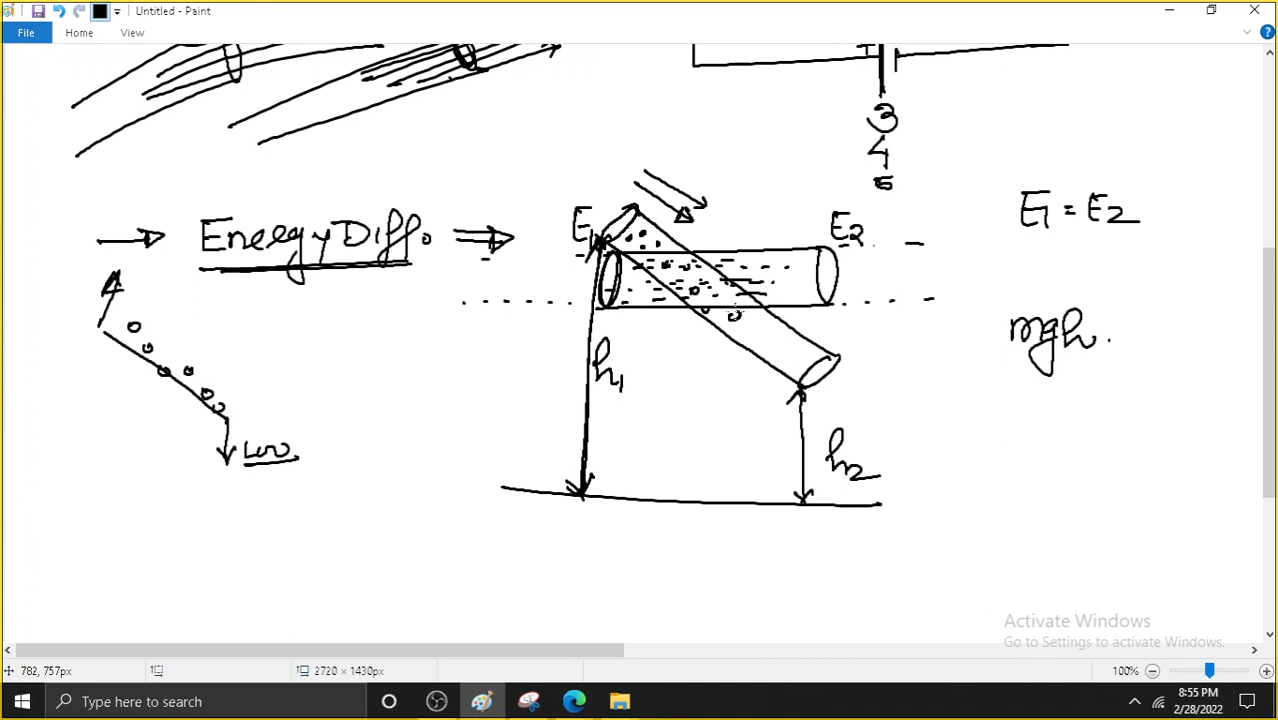 Untitled - Paint
File
Home
View
3
4
5
→ Energy Diff. ⇒
E1
E2
E1 = E2
mgh.
h1
Low
h2
Activate Windows
Go to Settings to activate Windows.
782, 757px
2720 × 1430px
100%
Type here to search
8:55 PM
2/28/2022